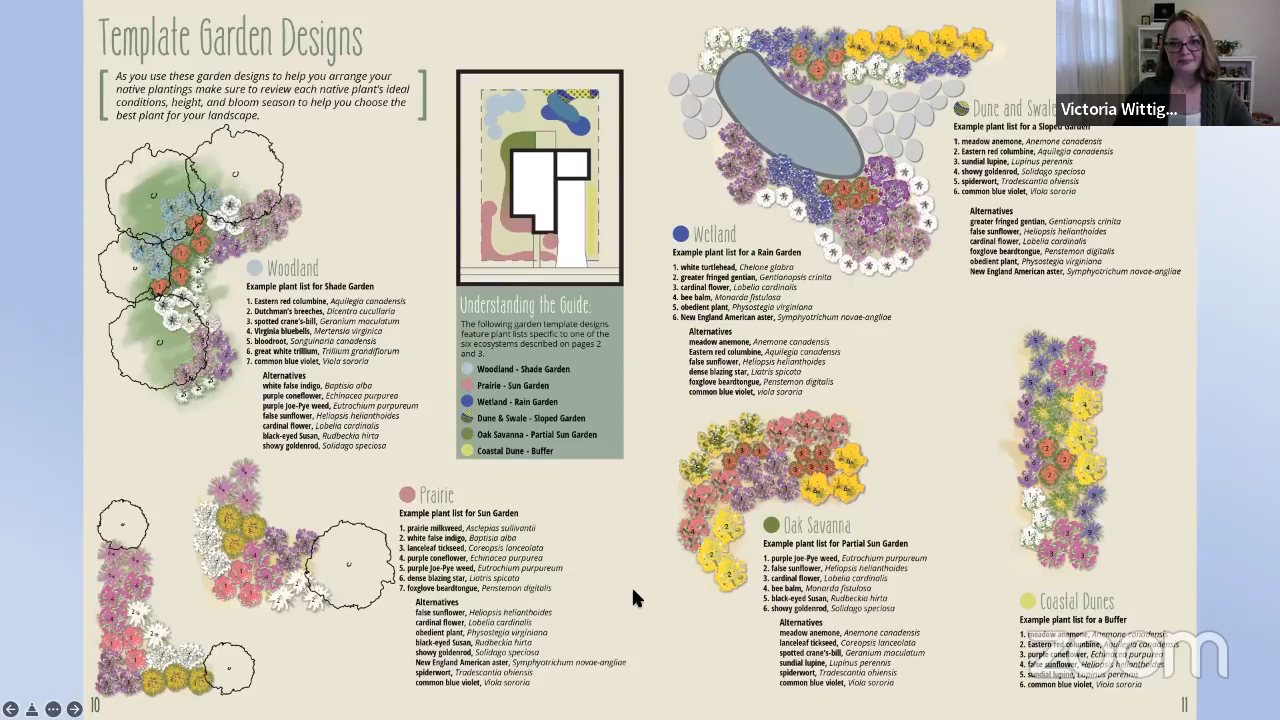 Template Garden Designs
As you use these garden designs to help you arrange your
native plantings make sure to review each native plant's ideal
conditions, height, and bloom season to help you choose the
best plant for your landscape.
Woodland
Example plant list for Shade Garden
1. Eastern red columbine, Aquilegia canadensis
2. Dutchman's breeches, Dicentra cucullaria
3. spotted crane's-bill, Geranium maculatum
4. Virginia bluebells, Mertensia virginica
5. bloodroot, Sanguinaria canadensis
6. great white trillium, Trillium grandiflorum
7. common blue violet, Viola sororia
Alternatives
white false indigo, Baptisia alba
purple coneflower, Echinacea purpurea
purple Joe-Pye weed, Eutrochium purpureum
false sunflower, Heliopsis helianthoides
cardinal flower, Lobelia cardinalis
black-eyed Susan, Rudbeckia hirta
showy goldenrod, Solidago speciosa
Understanding the Guide:
The following garden template designs
feature plant lists specific to one of the
six ecosystems described on pages 2
and 3.
Woodland - Shade Garden
Prairie - Sun Garden
Wetland - Rain Garden
Dune & Swale - Sloped Garden
Oak Savanna - Partial Sun Garden
Coastal Dune - Buffer
Prairie
Example plant list for Sun Garden
1. prairie milkweed, Asclepias sullivantii
2. white false indigo, Baptisia alba
3. lanceleaf tickseed, Coreopsis lanceolata
4. purple coneflower, Echinacea purpurea
5. purple Joe-Pye weed, Eutrochium purpureum
6. dense blazing star, Liatris spicata
7. foxglove beardtongue, Penstemon digitalis
Alternatives
false sunflower, Heliopsis helianthoides
cardinal flower, Lobelia cardinalis
obedient plant, Physostegia virginiana
black-eyed Susan, Rudbeckia hirta
showy goldenrod, Solidago speciosa
New England American aster, Symphyotrichum novae-angliae
spiderwort, Tradescantia ohiensis
common blue violet, Viola sororia
10
Wetland
Example plant list for a Rain Garden
1. white turtlehead, Chelone glabra
2. greater fringed gentian, Gentianopsis crinita
3. cardinal flower, Lobelia cardinalis
4. bee balm, Monarda fistulosa
5. obedient plant, Physostegia virginiana
6. New England American aster, Symphyotrichum novae-angliae
Alternatives
meadow anemone, Anemone canadensis
Eastern red columbine, Aquilegia canadensis
false sunflower, Heliopsis helianthoides
dense blazing star, Liatris spicata
foxglove beardtongue, Penstemon digitalis
common blue violet, viola sororia
Oak Savanna
Example plant list for Partial Sun Garden
1. purple Joe-Pye weed, Eutrochium purpureum
2. false sunflower, Heliopsis helianthoides
3. cardinal flower, Lobelia cardinalis
4. bee balm, Monarda fistulosa
5. black-eyed Susan, Rudbeckia hirta
6. showy goldenrod, Solidago speciosa
Alternatives
meadow anemone, Anemone canadensis
lanceleaf tickseed, Coreopsis lanceolata
spotted crane's-bill, Geranium maculatum
sundial lupine, Lupinus perennis
spiderwort, Tradescantia ohiensis
common blue violet, Viola sororia
Dune and Swale
Victoria Wittig...
Example plant list for a Sloped Garden
1. meadow anemone, Anemone canadensis
2. Eastern red columbine, Aquilegia canadensis
3. sundial lupine, Lupinus perennis
4. showy goldenrod, Solidago speciosa
5. spiderwort, Tradescantia ohiensis
6. common blue violet, Viola sororia
Alternatives
greater fringed gentian, Gentianopsis crinita
false sunflower, Heliopsis helianthoides
cardinal flower, Lobelia cardinalis
foxglove beardtongue, Penstemon digitalis
obedient plant, Physostegia virginiana
New England American aster, Symphyotrichum novae-angliae
Coastal Dunes
Example plant list for a Buffer
1. meadow anemone, Anemone canadensis
2. Eastern red columbine, Aquilegia canadensis
3. purple coneflower, Echinacea purpurea
4. false sunflower, Heliopsis helianthoides
5. sundial lupine, Lupinus perennis
6. common blue violet, Viola sororia
zoom
11